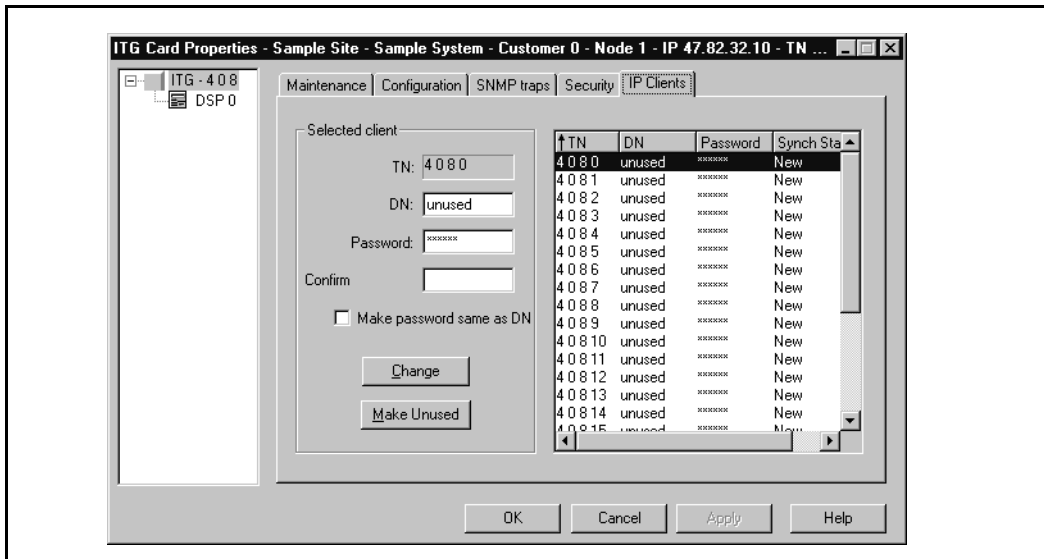 ITG Card Properties - Sample Site - Sample System - Customer 0 - Node 1 - IP 47.82.32.10 - TN ...
ITG - 4 0 8
DSP 0
Maintenance Configuration SNMP traps Security IP Clients
Selected client
TN: 4 0 8 0
DN: unused
Password: ******
Confirm
Make password same as DN
Change
Make Unused
TN DN Password Synch Sta
4 0 8 0 unused ****** New
4 0 8 1 unused ****** New
4 0 8 2 unused ****** New
4 0 8 3 unused ****** New
4 0 8 4 unused ****** New
4 0 8 5 unused ****** New
4 0 8 6 unused ****** New
4 0 8 7 unused ****** New
4 0 8 8 unused ****** New
4 0 8 9 unused ****** New
4 0 8 10 unused ****** New
4 0 8 11 unused ****** New
4 0 8 12 unused ****** New
4 0 8 13 unused ****** New
4 0 8 14 unused ****** New
4 0 8 15 unused ****** New
OK Cancel Apply Help